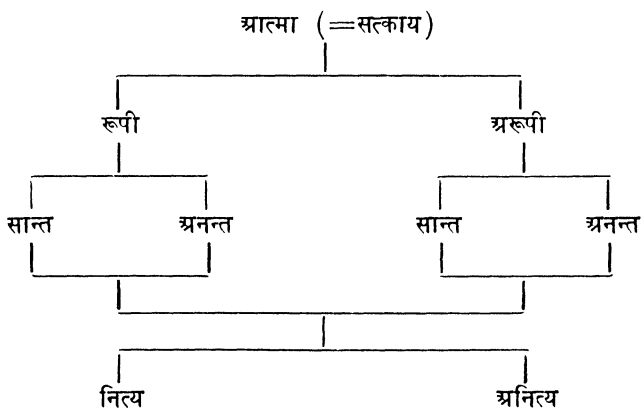 आत्मा (=सत्काय)
रूपी अरूपी
सान्त अनन्त सान्त अनन्त
नित्य अनित्य